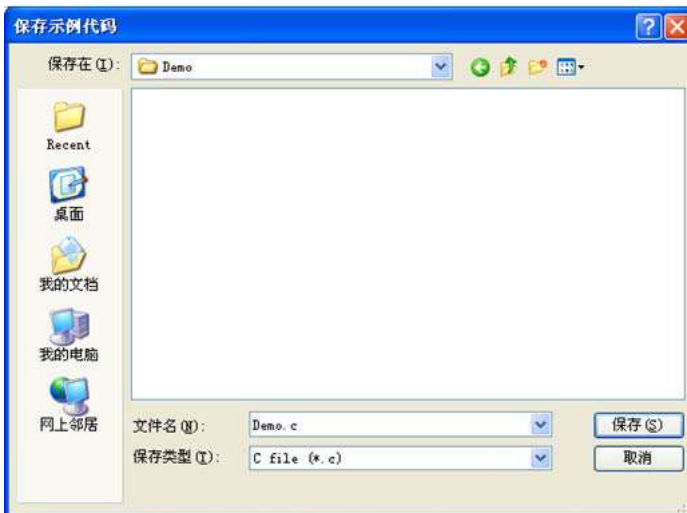 保存示例代码
保存在(I):
Demo
Recent
桌面
我的文档
我的电脑
网上邻居
文件名(N):
Demo.c
保存(S)
保存类型(T):
C file (*.c)
取消